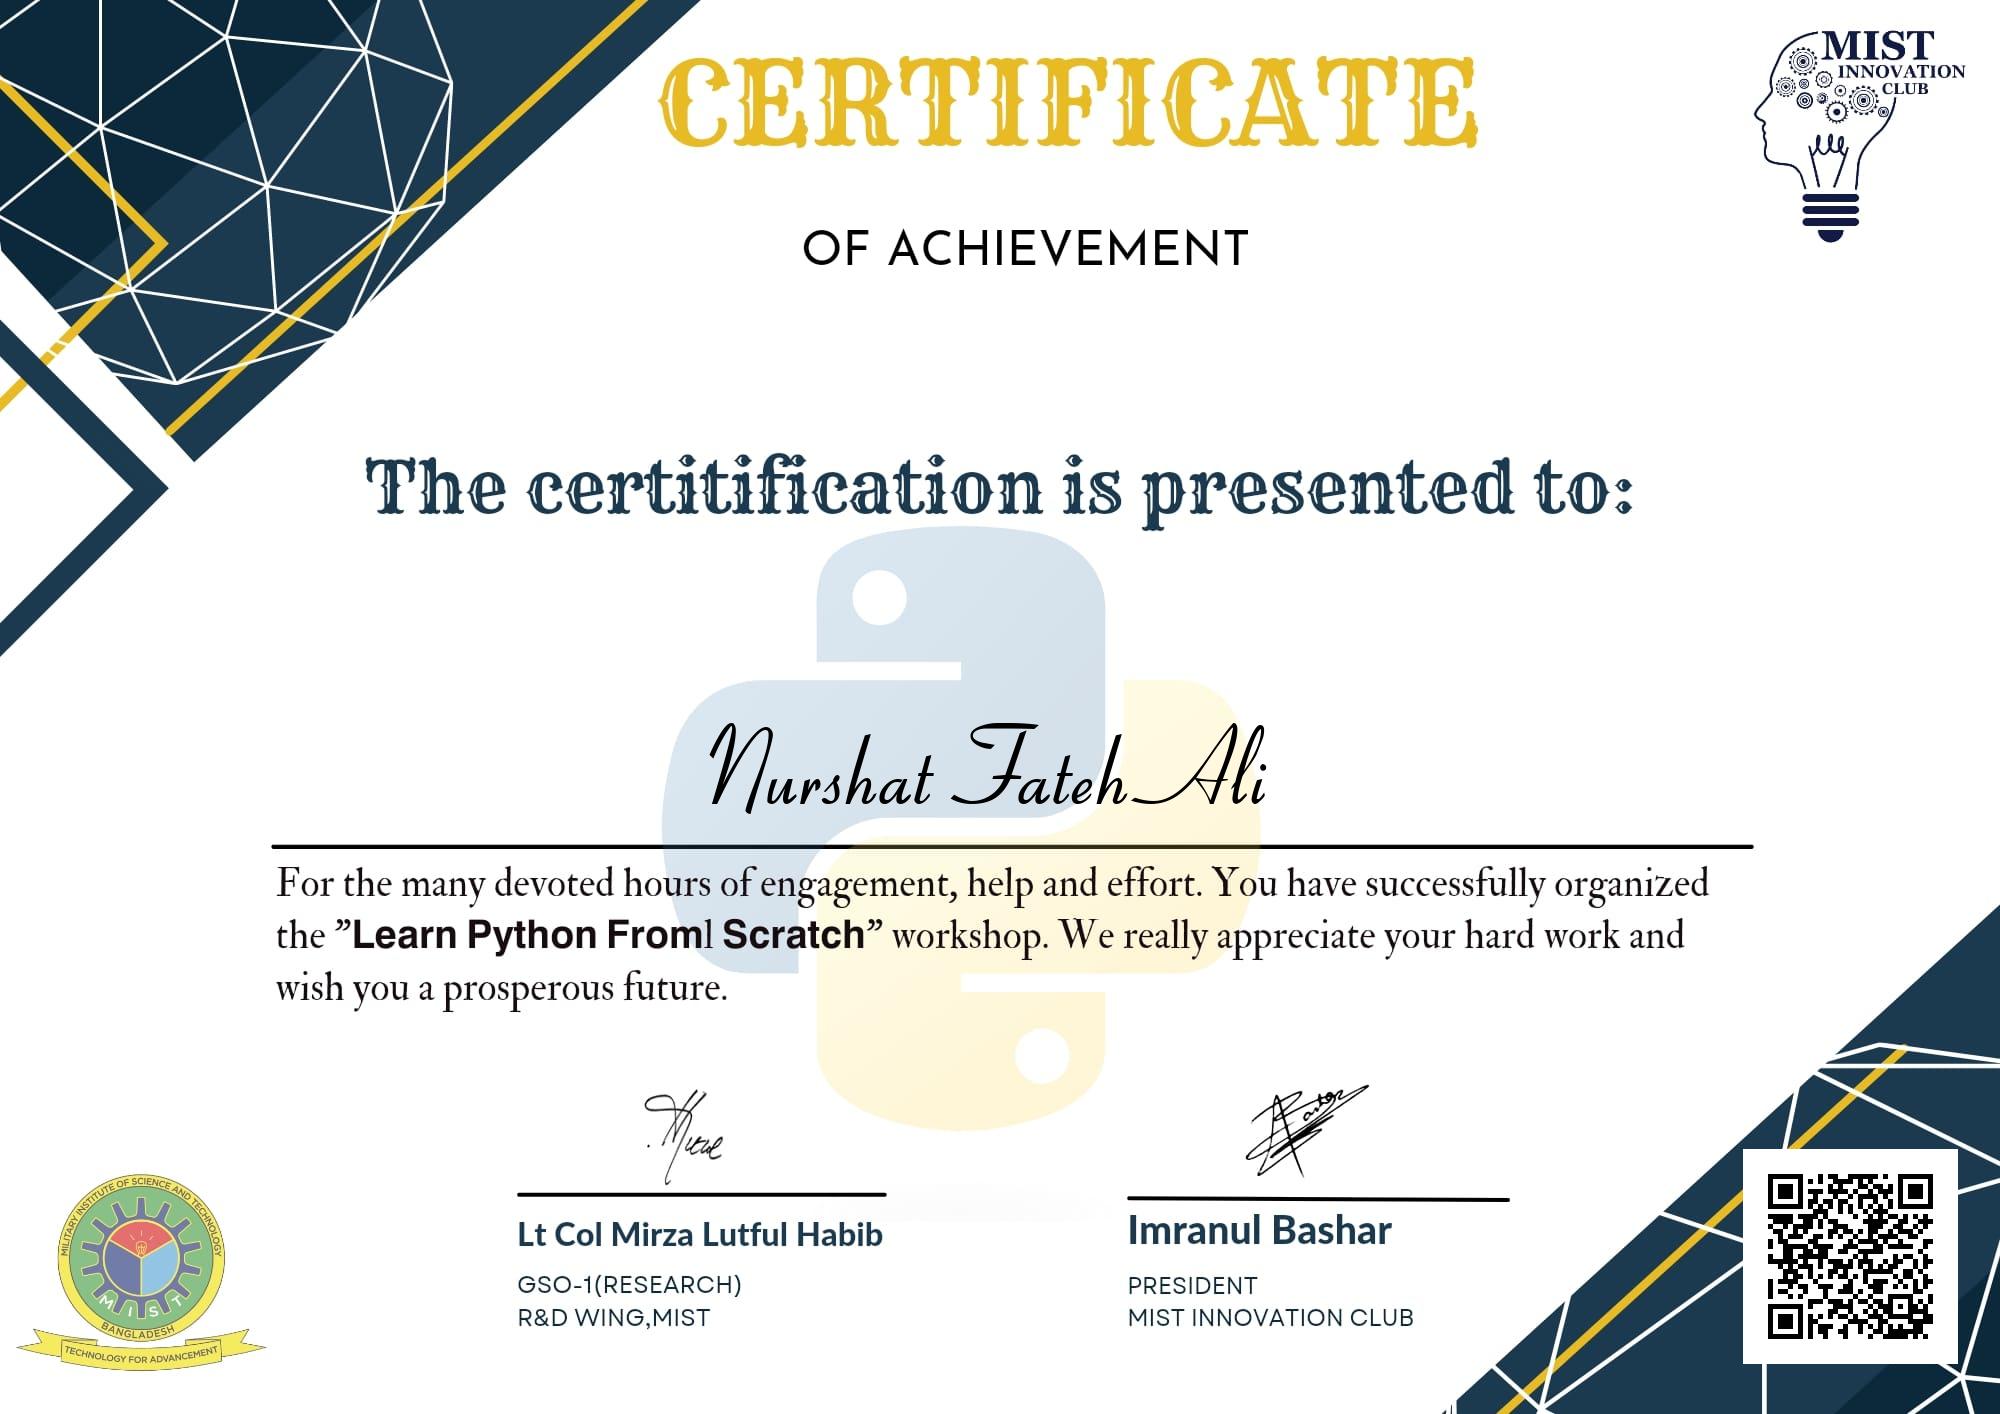 CERTIFICATE
OF ACHIEVEMENT
MIST
INNOVATION
CLUB
The certitification is presented to:
Nurshat Fateh Ali
For the many devoted hours of engagement, help and effort. You have successfully organized
the ”Learn Python Froml Scratch” workshop. We really appreciate your hard work and
wish you a prosperous future.
Lt Col Mirza Lutful Habib
GSO-1(RESEARCH)
R&D WING,MIST
Imranul Bashar
PRESIDENT
MIST INNOVATION CLUB
MILITARY INSTITUTE OF SCIENCE AND TECHNOLOGY
MIST
BANGLADESH
TECHNOLOGY FOR ADVANCEMENT